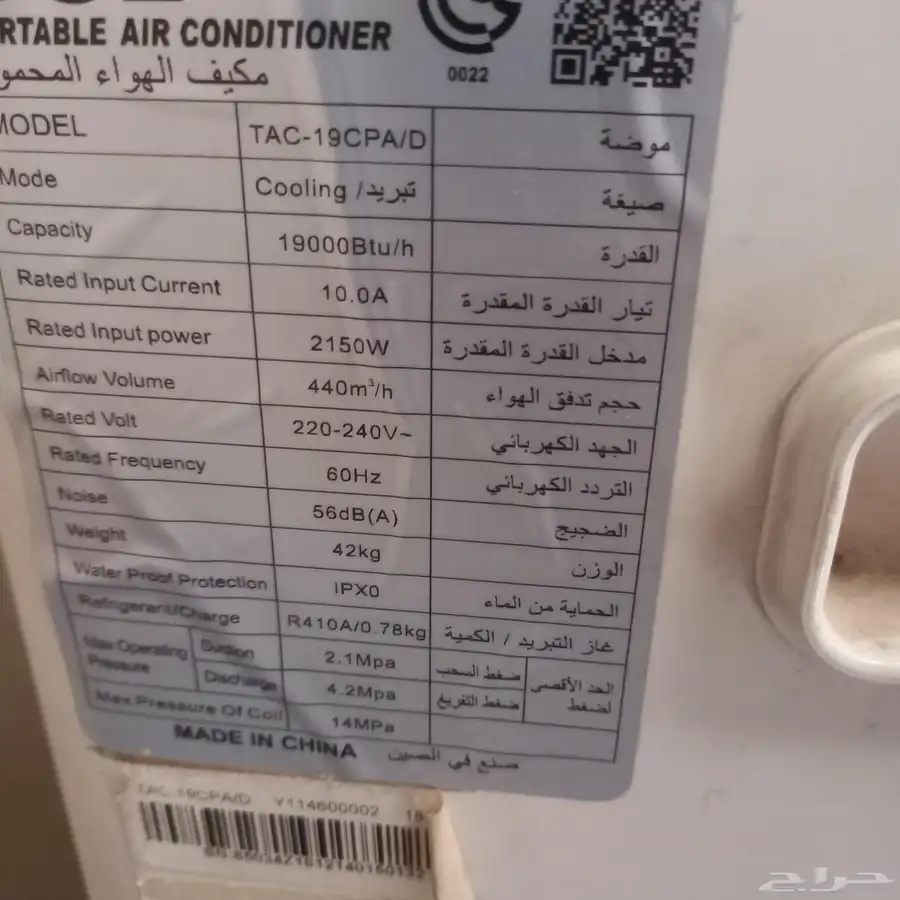 RTABLE AIR CONDITIONER
مكيف الهواء المحمو
0022
MODEL TAC-19CPA/D موضة
Mode Cooling / تبريد صيغة
Capacity 19000Btu/h القدرة
Rated Input Current 10.0A تيار القدرة المقدرة
Rated Input power 2150W مدخل القدرة المقدرة
Airflow Volume 440m³/h حجم تدفق الهواء
Rated Volt 220-240V~ الجهد الكهربائي
Rated Frequency 60Hz التردد الكهربائي
Noise 56dB(A) الضجيج
Weight 42kg الوزن
Water Proof Protection IPX0 الحماية من الماء
Refrigerant/Charge R410A/0.78kg غاز التبريد / الكمية
Max Operating Pressure Suction 2.1Mpa ضغط السحب الحد الأقصى لضغط
Discharge 4.2Mpa ضغط التفريغ
Max Pressure Of Coil 14MPa
MADE IN CHINA صنع في الصين
TAC-19CPA/D Y114600002
حراج